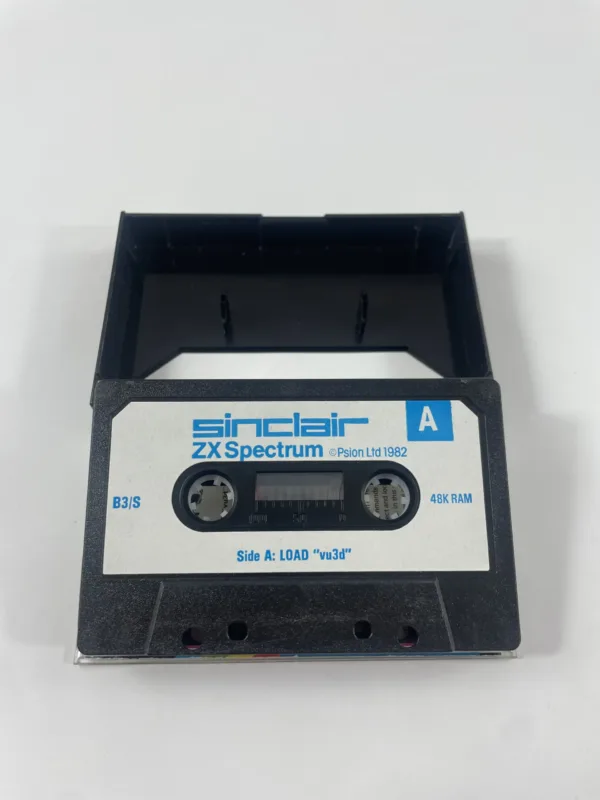 sinclair
A
ZX Spectrum ©Psion Ltd 1982
B3/S
48K RAM
Side A: LOAD "vu3d"